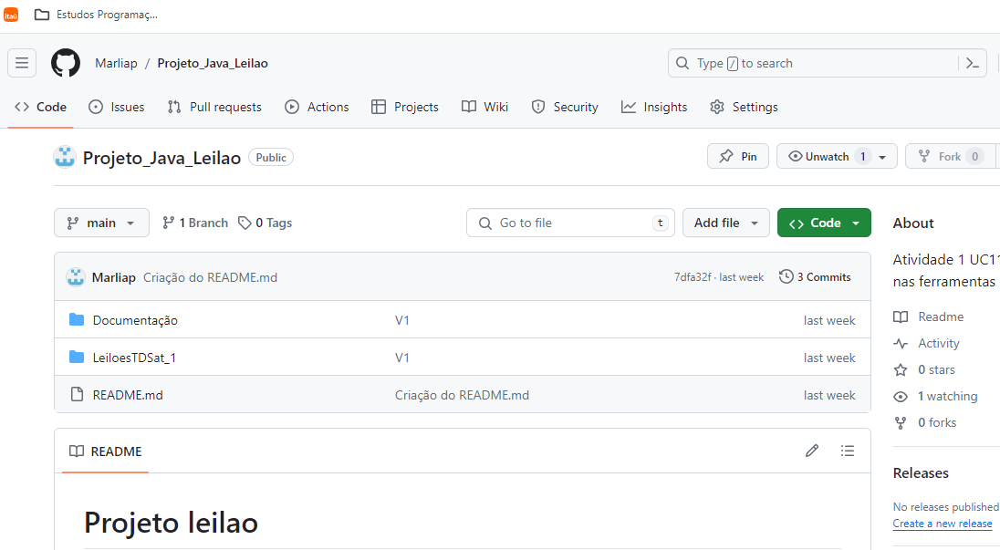 itaú Estudos Programaç...
Marliap / Projeto_Java_Leilao Type / to search
Code Issues Pull requests Actions Projects Wiki Security Insights Settings
Projeto_Java_Leilao Public Pin Unwatch 1 Fork 0
main 1 Branch 0 Tags Go to file t Add file Code About
Atividade 1 UC11
nas ferramentas
Marliap Criação do README.md 7dfa32f · last week 3 Commits
Documentação V1 last week
LeiloesTDSat_1 V1 last week
README.md Criação do README.md last week
Readme
Activity
0 stars
1 watching
0 forks
README
Releases
No releases published
Create a new release
Projeto leilao